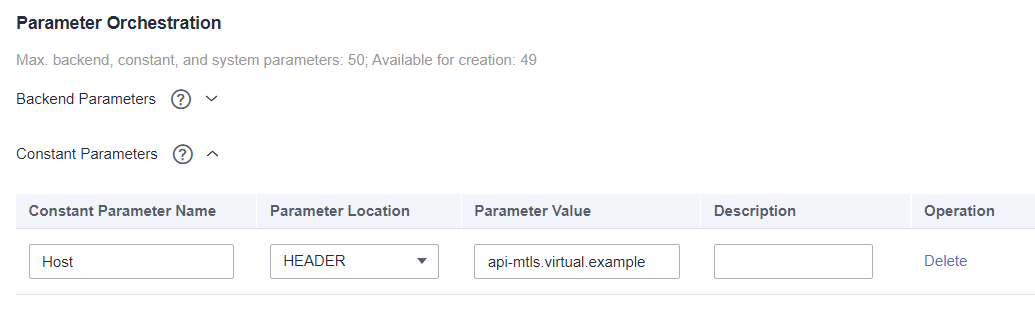 Parameter Orchestration
Max. backend, constant, and system parameters: 50; Available for creation: 49
Backend Parameters ?
Constant Parameters ?
Constant Parameter Name Parameter Location Parameter Value Description Operation
Host HEADER api-mtls.virtual.example Delete